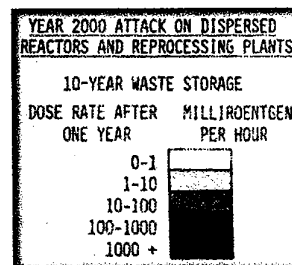 YEAR 2000 ATTACK ON DISPERSED
REACTORS AND REPROCESSING PLANTS
10-YEAR WASTE STORAGE
DOSE RATE AFTER MILLIROENTGEN
ONE YEAR PER HOUR
0-1
1-10
10-100
100-1000
1000 +